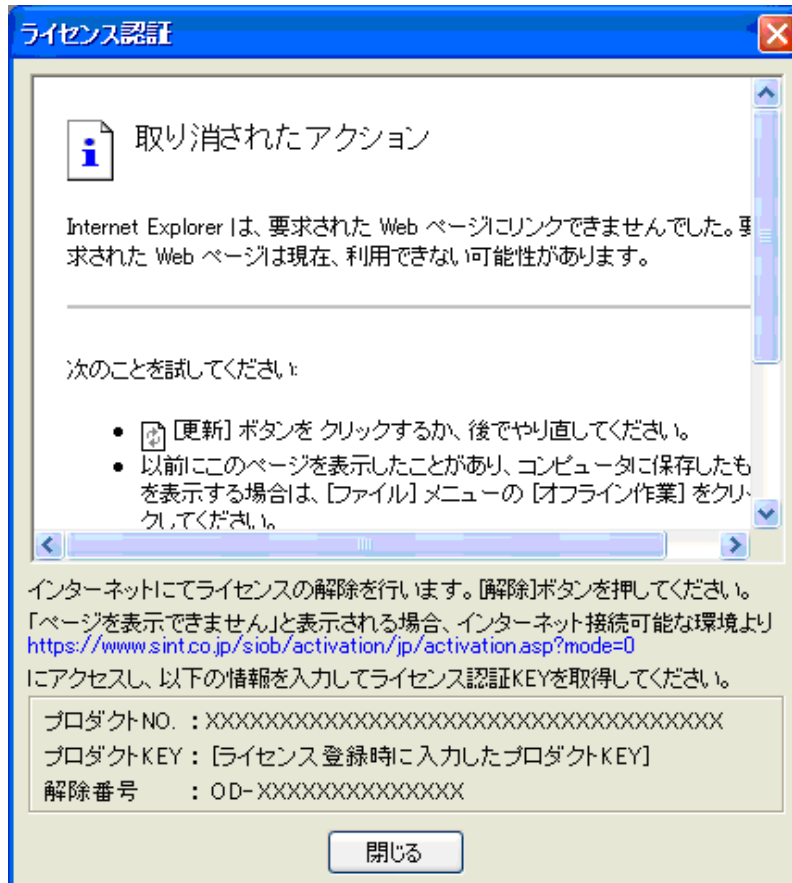 ライセンス認証
取り消されたアクション
Internet Explorer は、要求された Web ページにリンクできませんでした。要
求された Web ページは現在、利用できない可能性があります。
次のことを試してください:
• [更新] ボタンを クリックするか、後でやり直してください。
• 以前にこのページを表示したことがあり、コンピュータに保存したも
を表示する場合は、[ファイル] メニューの [オフライン作業] をクリッ
クしてください。
インターネットにてライセンスの解除を行います。[解除]ボタンを押してください。
「ページを表示できません」と表示される場合、インターネット接続可能な環境より
https://www.sint.co.jp/siob/activation/jp/activation.asp?mode=0
にアクセスし、以下の情報を入力してライセンス認証KEYを取得してください。
プロダクトNO. : XXXXXXXXXXXXXXXXXXXXXXXXXXXXXXXXXXX
プロダクトKEY : [ライセンス登録時に入力したプロダクトKEY]
解除番号 : OD-XXXXXXXXXXXXXX
閉じる